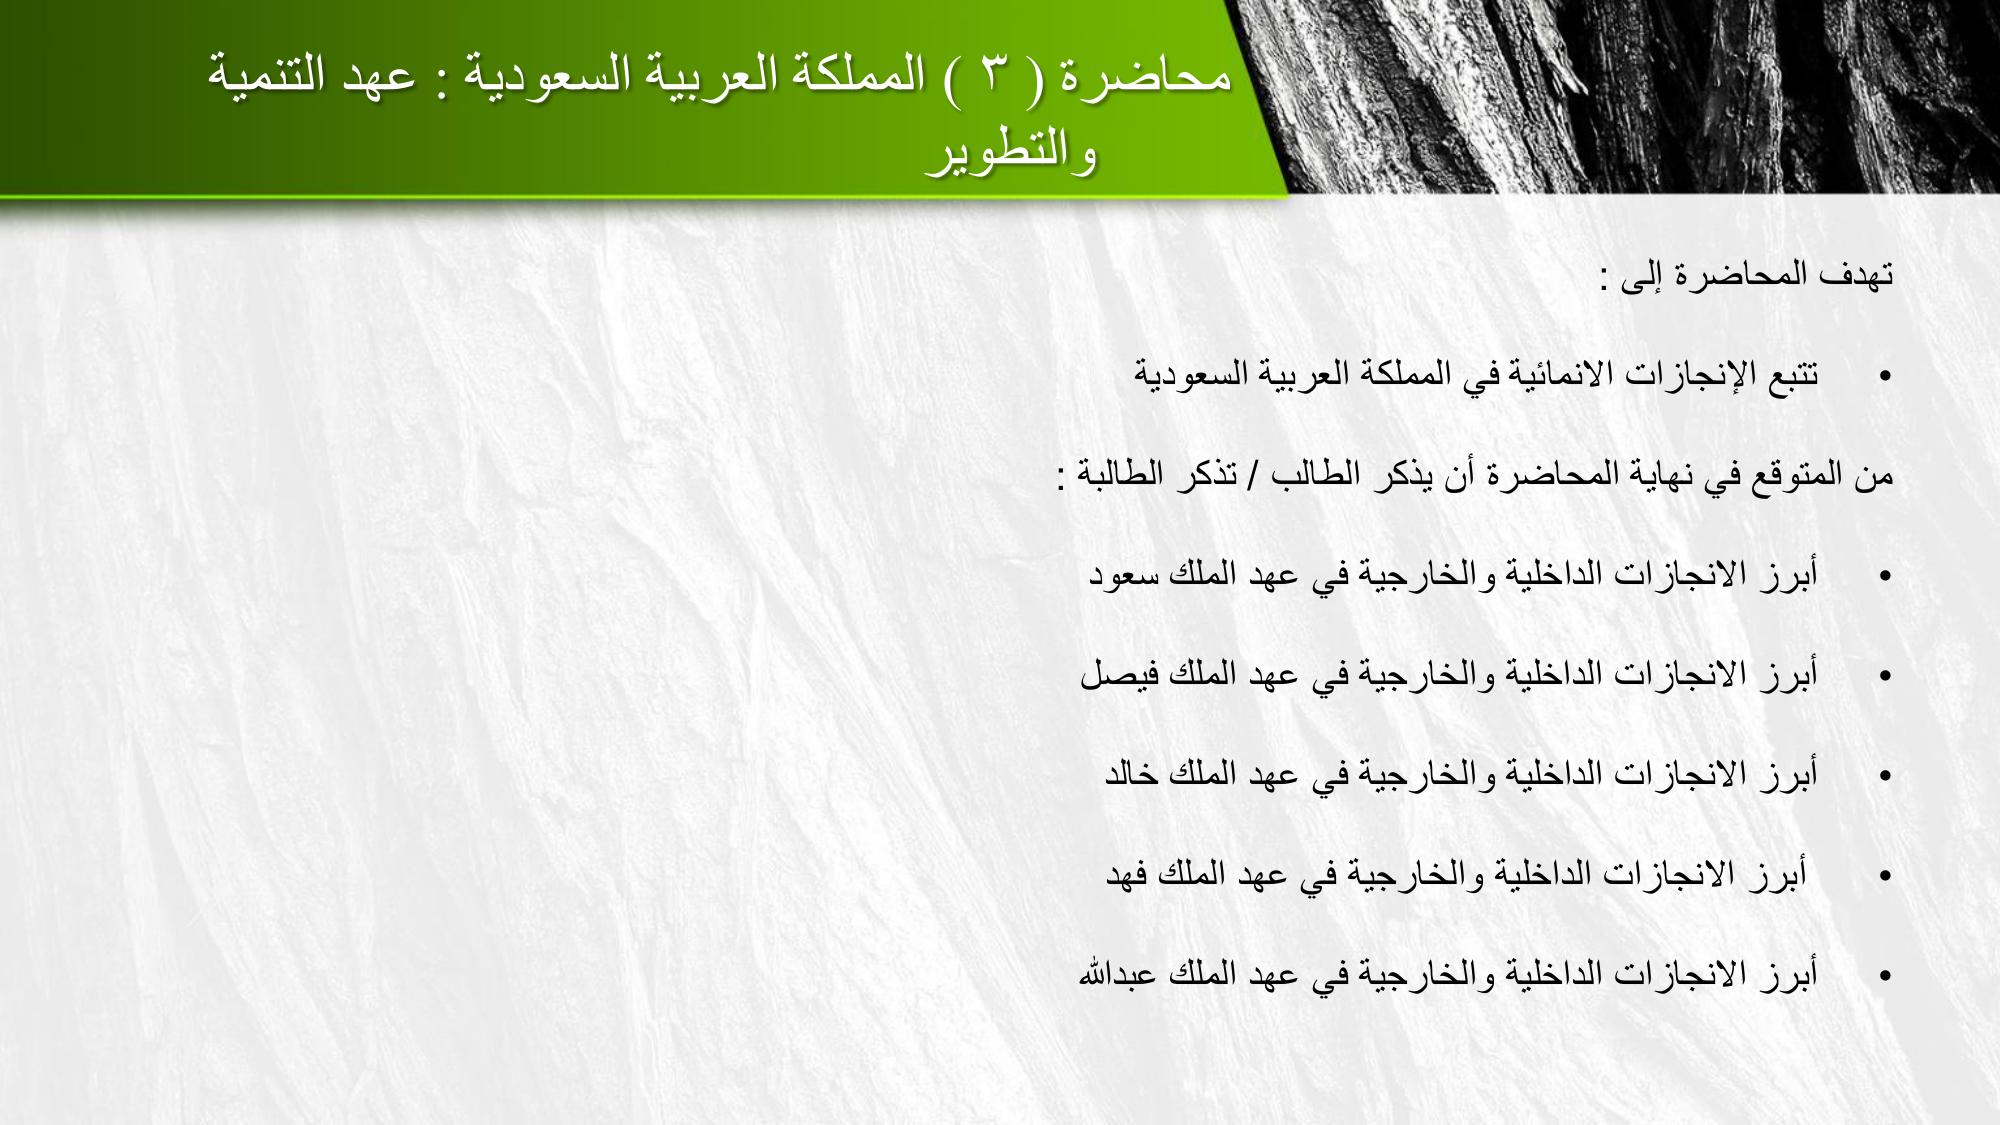 محاضرة ( ٣ ) المملكة العربية السعودية : عهد التنمية
والتطوير
تهدف المحاضرة إلى :
• تتبع الإنجازات الانمائية في المملكة العربية السعودية
من المتوقع في نهاية المحاضرة أن يذكر الطالب / تذكر الطالبة :
• أبرز الانجازات الداخلية والخارجية في عهد الملك سعود
• أبرز الانجازات الداخلية والخارجية في عهد الملك فيصل
• أبرز الانجازات الداخلية والخارجية في عهد الملك خالد
• أبرز الانجازات الداخلية والخارجية في عهد الملك فهد
• أبرز الانجازات الداخلية والخارجية في عهد الملك عبدالله